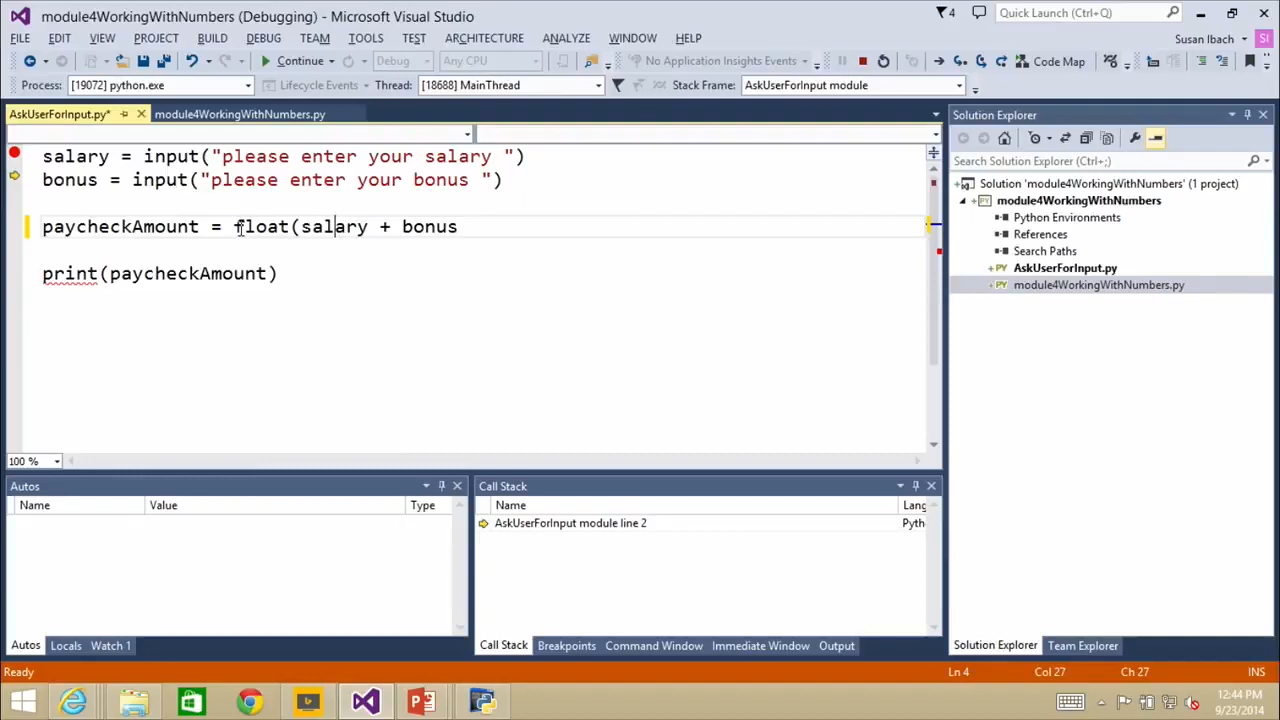 module4WorkingWithNumbers (Debugging) - Microsoft Visual Studio
4
Quick Launch (Ctrl+Q)
FILE EDIT VIEW PROJECT BUILD DEBUG TEAM TOOLS TEST ARCHITECTURE ANALYZE WINDOW HELP
Susan Ibach SI
Continue Debug Any CPU No Application Insights Events Code Map
Process: [19072] python.exe Lifecycle Events Thread: [18688] MainThread Stack Frame: AskUserForInput module
AskUserForInput.py* module4WorkingWithNumbers.py
salary = input("please enter your salary ")
bonus = input("please enter your bonus ")
paycheckAmount = float(salary + bonus
print(paycheckAmount)
100 %
Solution Explorer
Search Solution Explorer (Ctrl+;)
Solution 'module4WorkingWithNumbers' (1 project)
module4WorkingWithNumbers
Python Environments
References
Search Paths
AskUserForInput.py
module4WorkingWithNumbers.py
Autos
Name Value Type
Call Stack
Name Lang
AskUserForInput module line 2 Pyth
Autos Locals Watch 1
Call Stack Breakpoints Command Window Immediate Window Output
Solution Explorer Team Explorer
Ready Ln 4 Col 27 Ch 27 INS
12:44 PM
9/23/2014